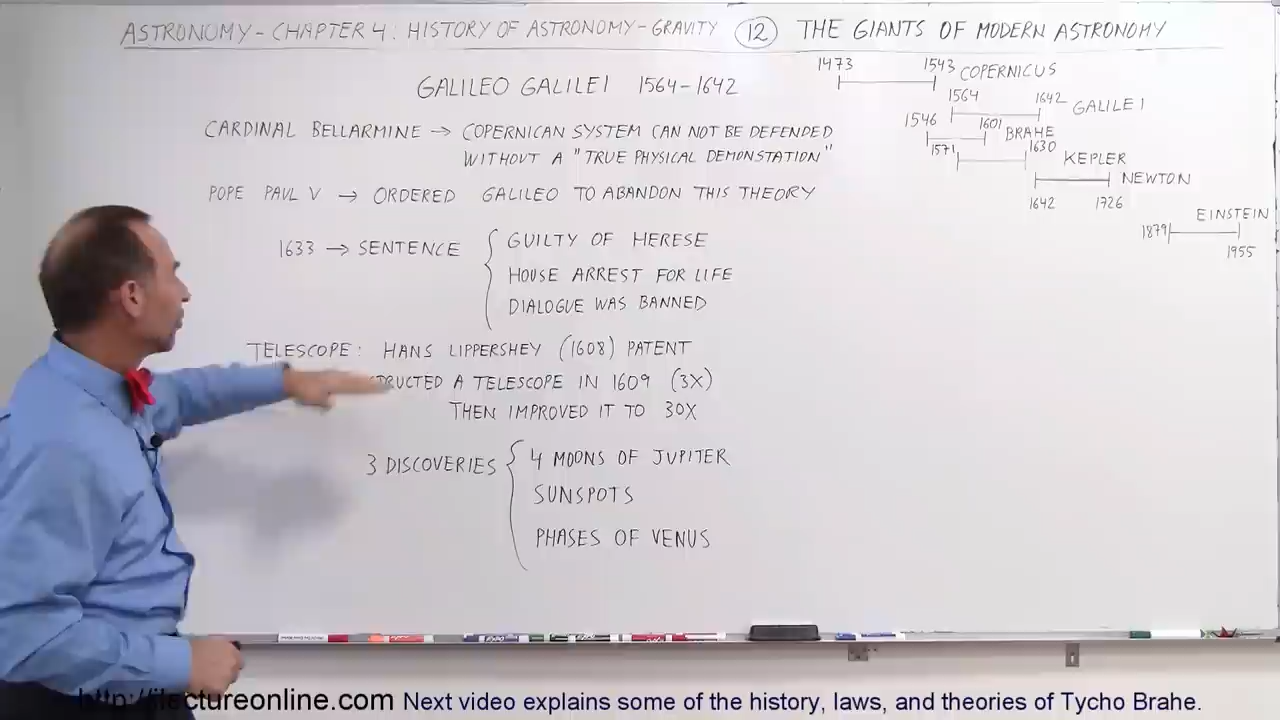 ASTRONOMY - CHAPTER 4: HISTORY OF ASTRONOMY - GRAVITY 12 THE GIANTS OF MODERN ASTRONOMY
GALILEO GALILEI 1564-1642
CARDINAL BELLARMINE → COPERNICAN SYSTEM CAN NOT BE DEFENDED
WITHOUT A "TRUE PHYSICAL DEMONSTATION"
POPE PAUL V → ORDERED GALILEO TO ABANDON THIS THEORY
1633 → SENTENCE
GUILTY OF HERESE
HOUSE ARREST FOR LIFE
DIALOGUE WAS BANNED
TELESCOPE: HANS LIPPERSHEY (1608) PATENT
STRUCTED A TELESCOPE IN 1609 (3X)
THEN IMPROVED IT TO 30X
3 DISCOVERIES
4 MOONS OF JUPITER
SUNSPOTS
PHASES OF VENUS
1473 1543 COPERNICUS
1564 1642 GALILEI
1546 1601 BRAHE
1571 1630 KEPLER
NEWTON
1642 1726
EINSTEIN
1879
1955
http://ilectureonline.com Next video explains some of the history, laws, and theories of Tycho Brahe.